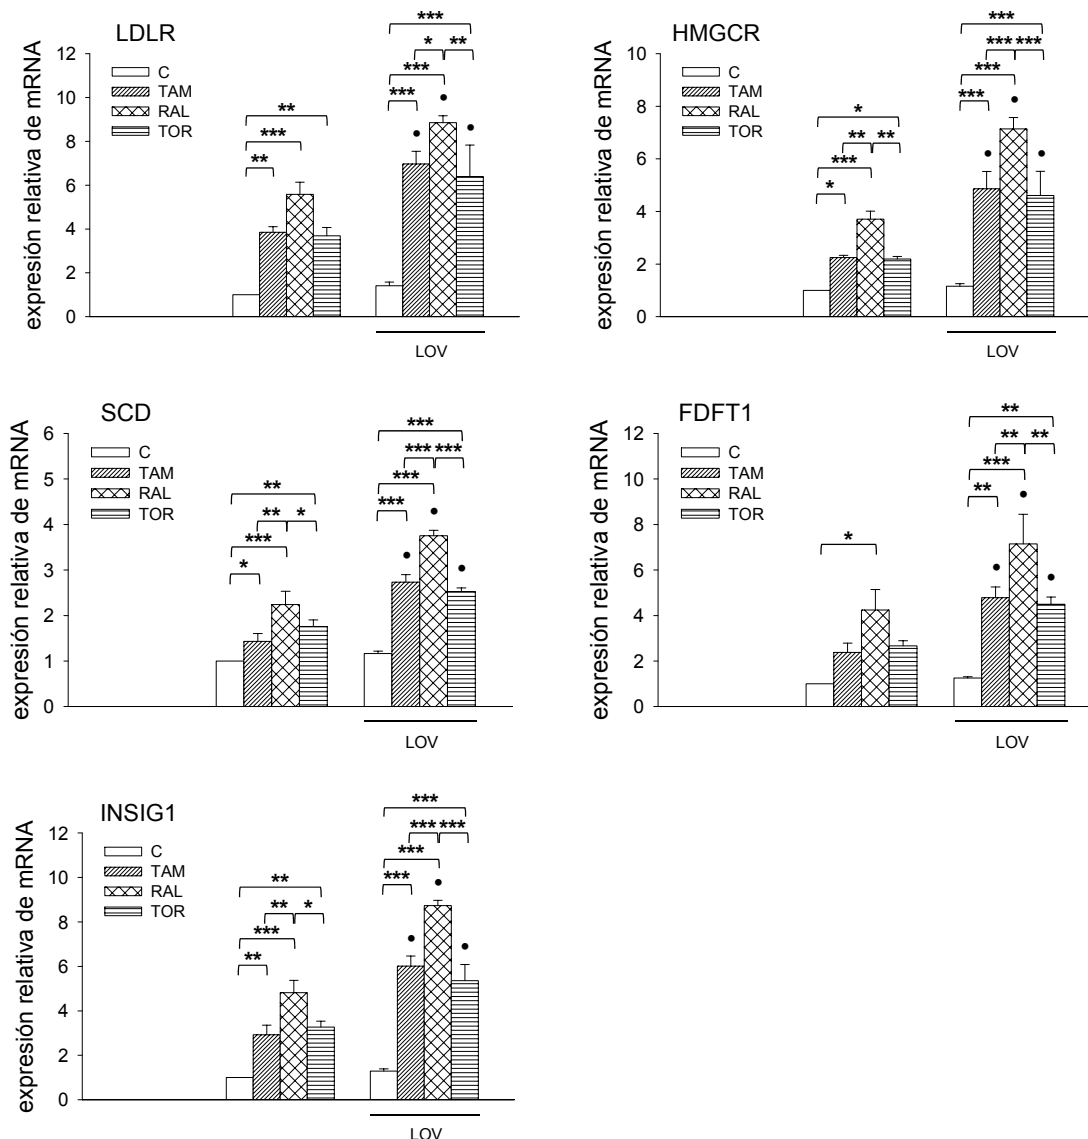 LDLR
expresión relativa de mRNA
12
10
8
6
4
2
0
C
TAM
RAL
TOR
**
***
**
***
*
**
***
***
LOV
HMGCR
expresión relativa de mRNA
10
8
6
4
2
0
C
TAM
RAL
TOR
*
**
**
***
*
***
***
***
***
***
LOV
SCD
expresión relativa de mRNA
6
5
4
3
2
1
0
C
TAM
RAL
TOR
**
**
*
***
*
***
***
***
***
***
LOV
FDFT1
expresión relativa de mRNA
12
10
8
6
4
2
0
C
TAM
RAL
TOR
*
**
**
**
***
**
LOV
INSIG1
expresión relativa de mRNA
12
10
8
6
4
2
0
C
TAM
RAL
TOR
**
**
*
***
**
***
***
***
***
***
LOV